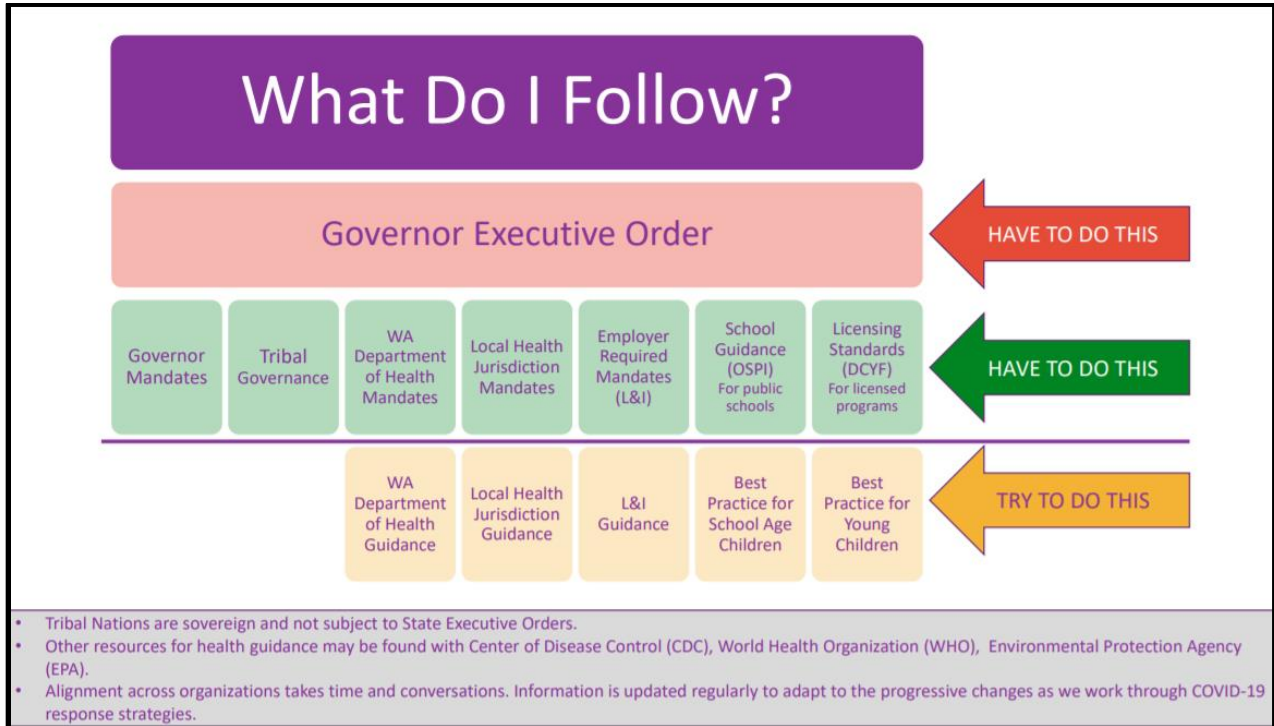 What Do I Follow?
Governor Executive Order
HAVE TO DO THIS
Governor
Mandates
Tribal
Governance
WA
Department
of Health
Mandates
Local Health
Jurisdiction
Mandates
Employer
Required
Mandates
(L&I)
School
Guidance
(OSPI)
For public
schools
Licensing
Standards
(DCYF)
For licensed
programs
HAVE TO DO THIS
WA
Department
of Health
Guidance
Local Health
Jurisdiction
Guidance
L&I
Guidance
Best
Practice for
School Age
Children
Best
Practice for
Young
Children
TRY TO DO THIS
• Tribal Nations are sovereign and not subject to State Executive Orders.
• Other resources for health guidance may be found with Center of Disease Control (CDC), World Health Organization (WHO), Environmental Protection Agency
(EPA).
• Alignment across organizations takes time and conversations. Information is updated regularly to adapt to the progressive changes as we work through COVID-19
response strategies.